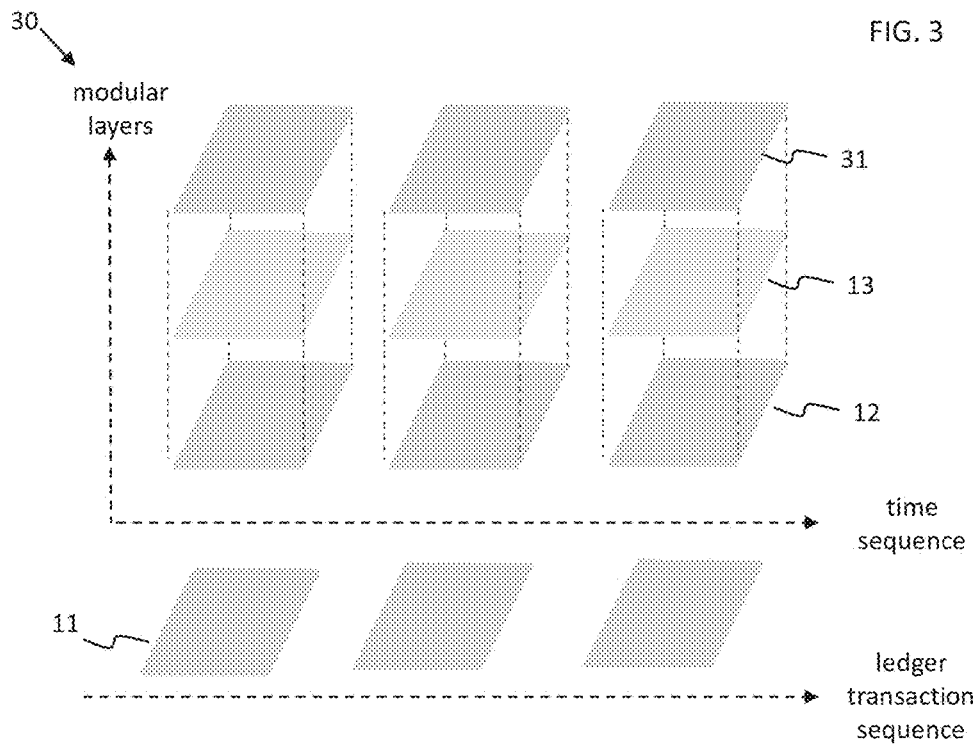 30
FIG. 3
modular
layers
31
13
12
time
sequence
11
ledger
transaction
sequence